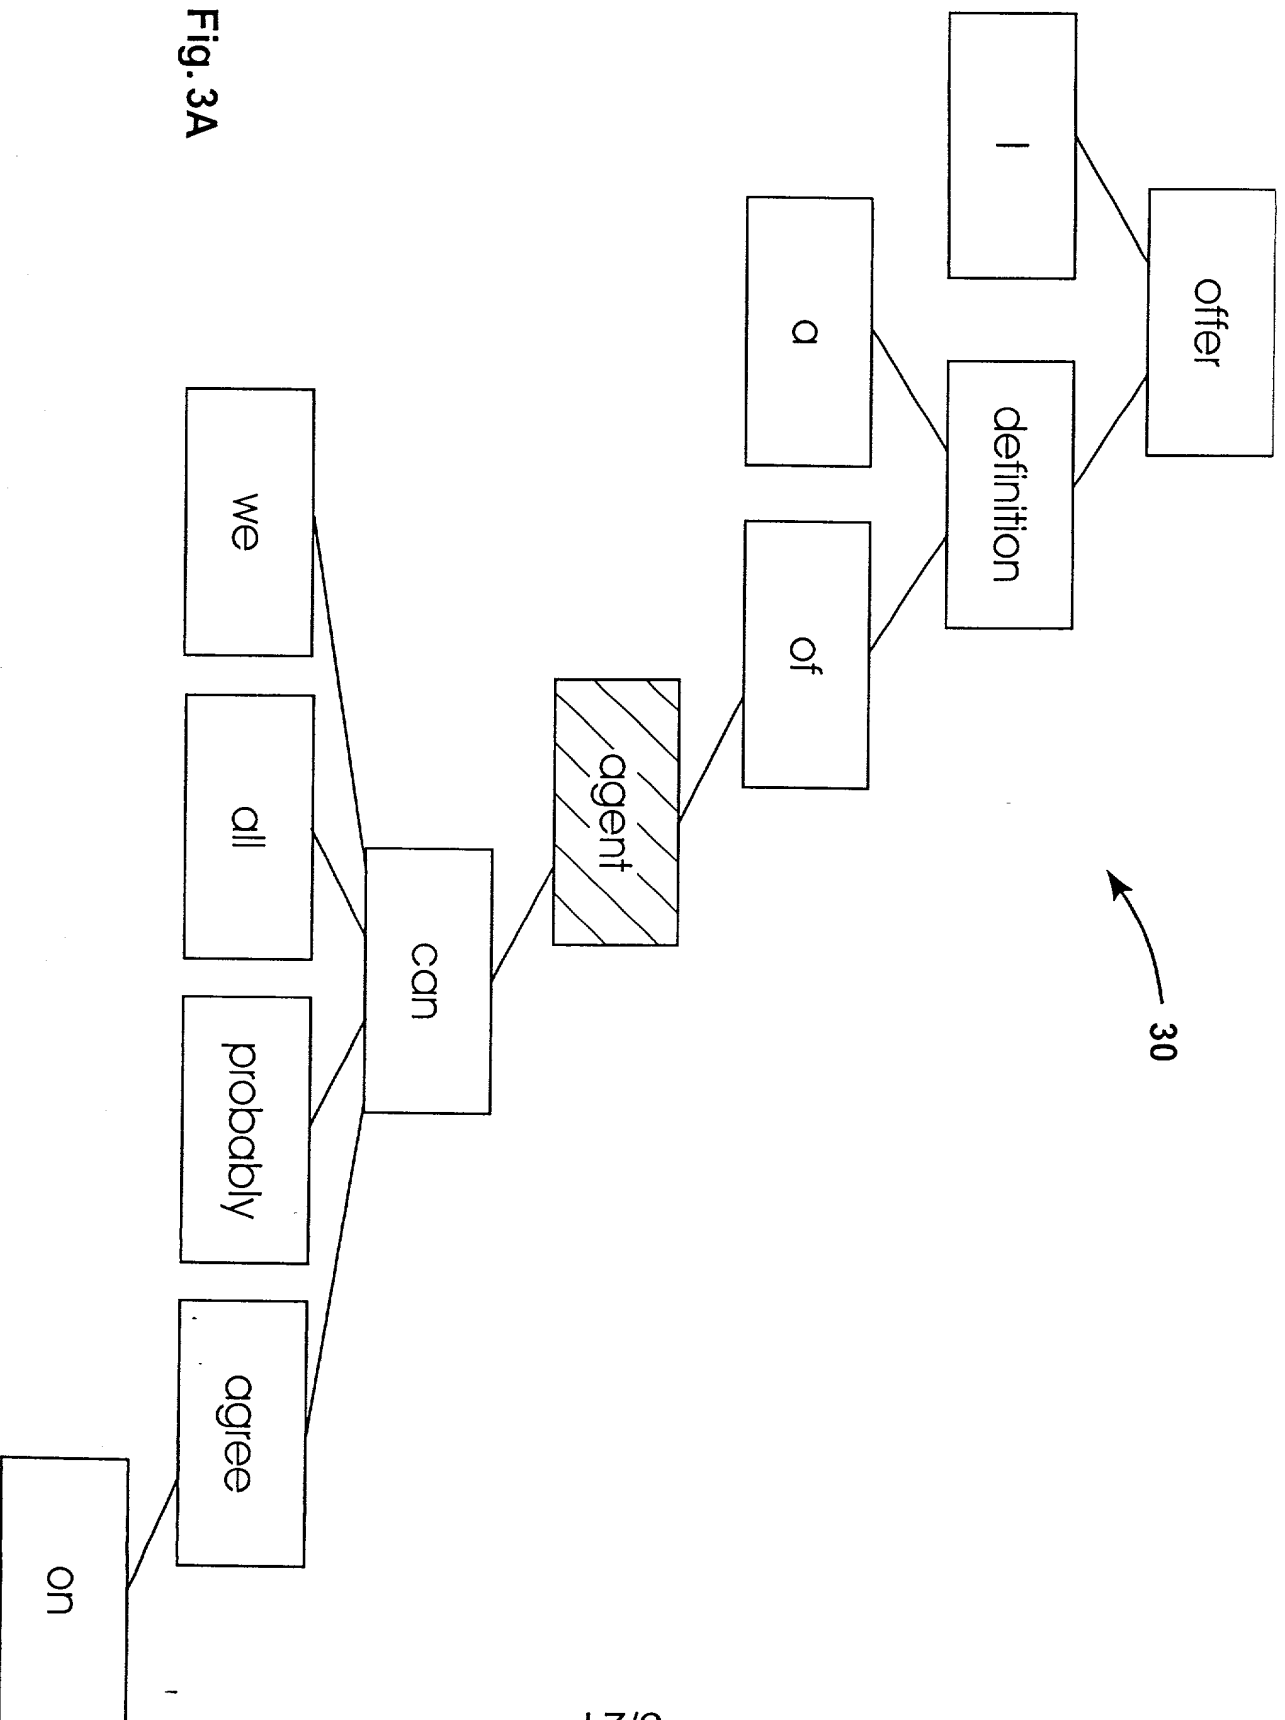 offer
I
definition
a
of
agent
can
we
all
probably
agree
on
30
Fig. 3A